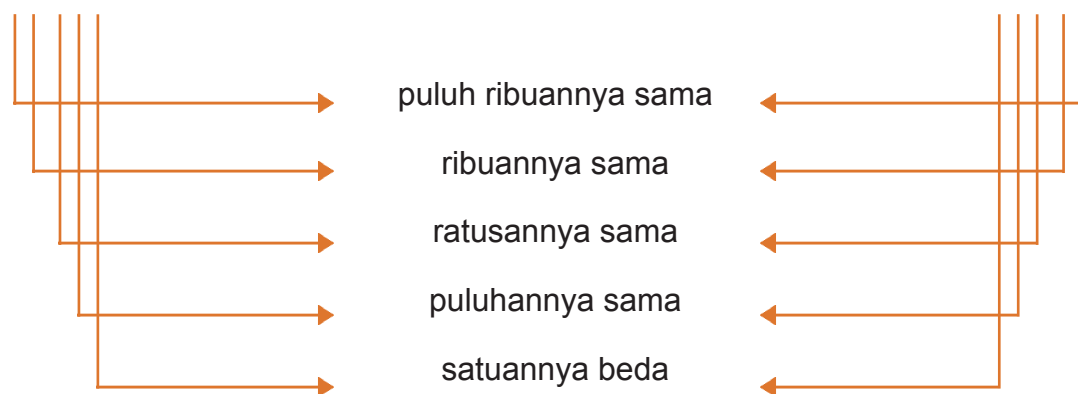 puluh ribuannya sama
ribuannya sama
ratusannya sama
puluhannya sama
satuannya beda